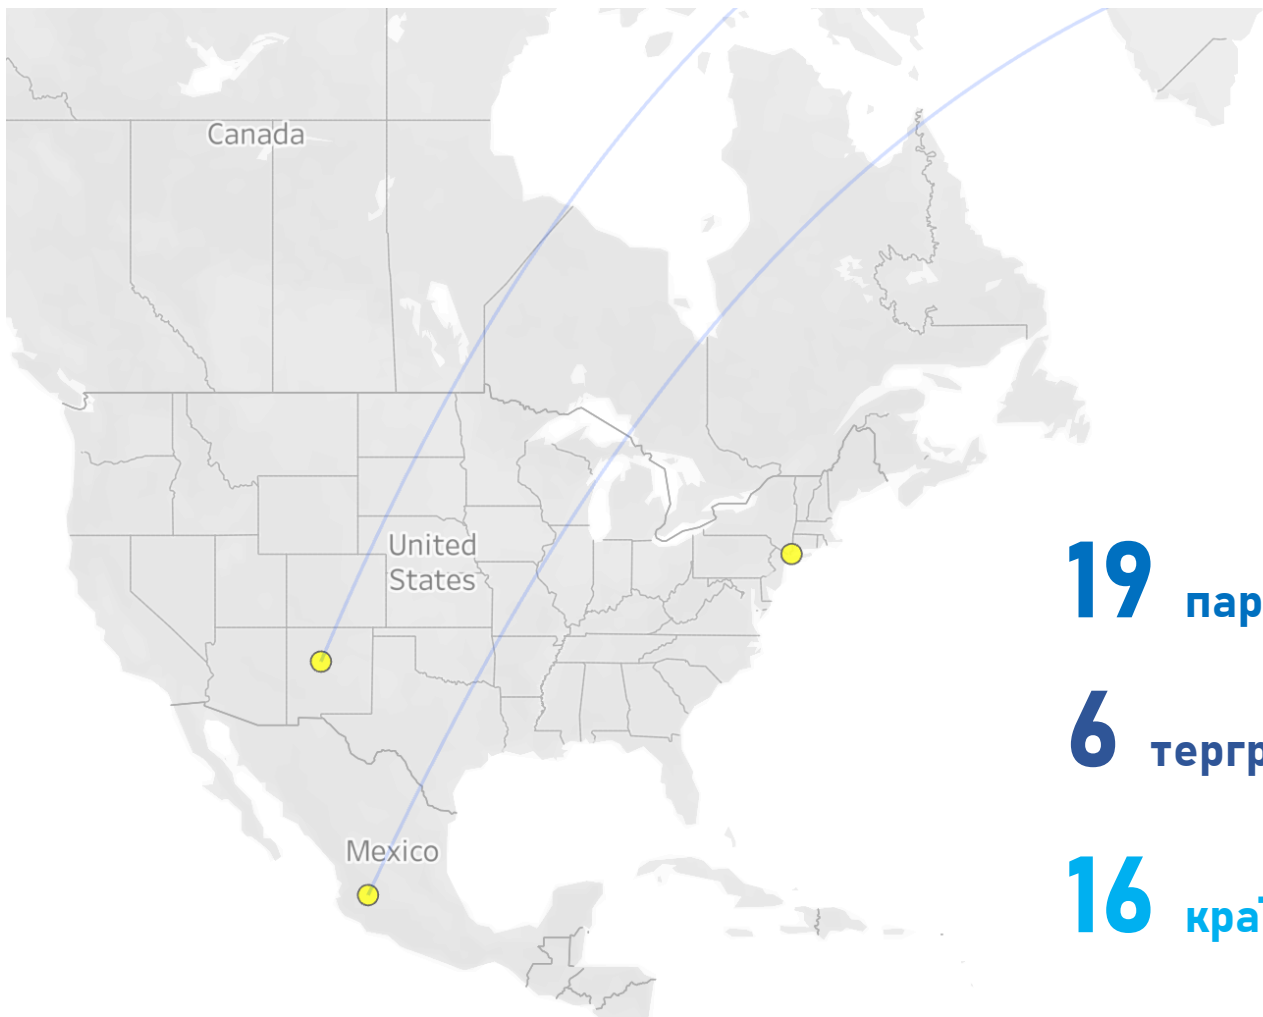 Canada
United
States
Mexico
19 пар
6 тергр
16 краї